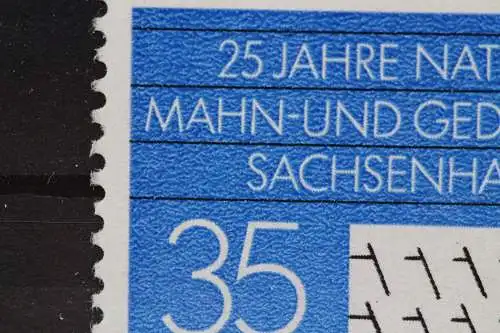 25 JAHRE NAT
MAHN-UND GED
SACHSENHA
35